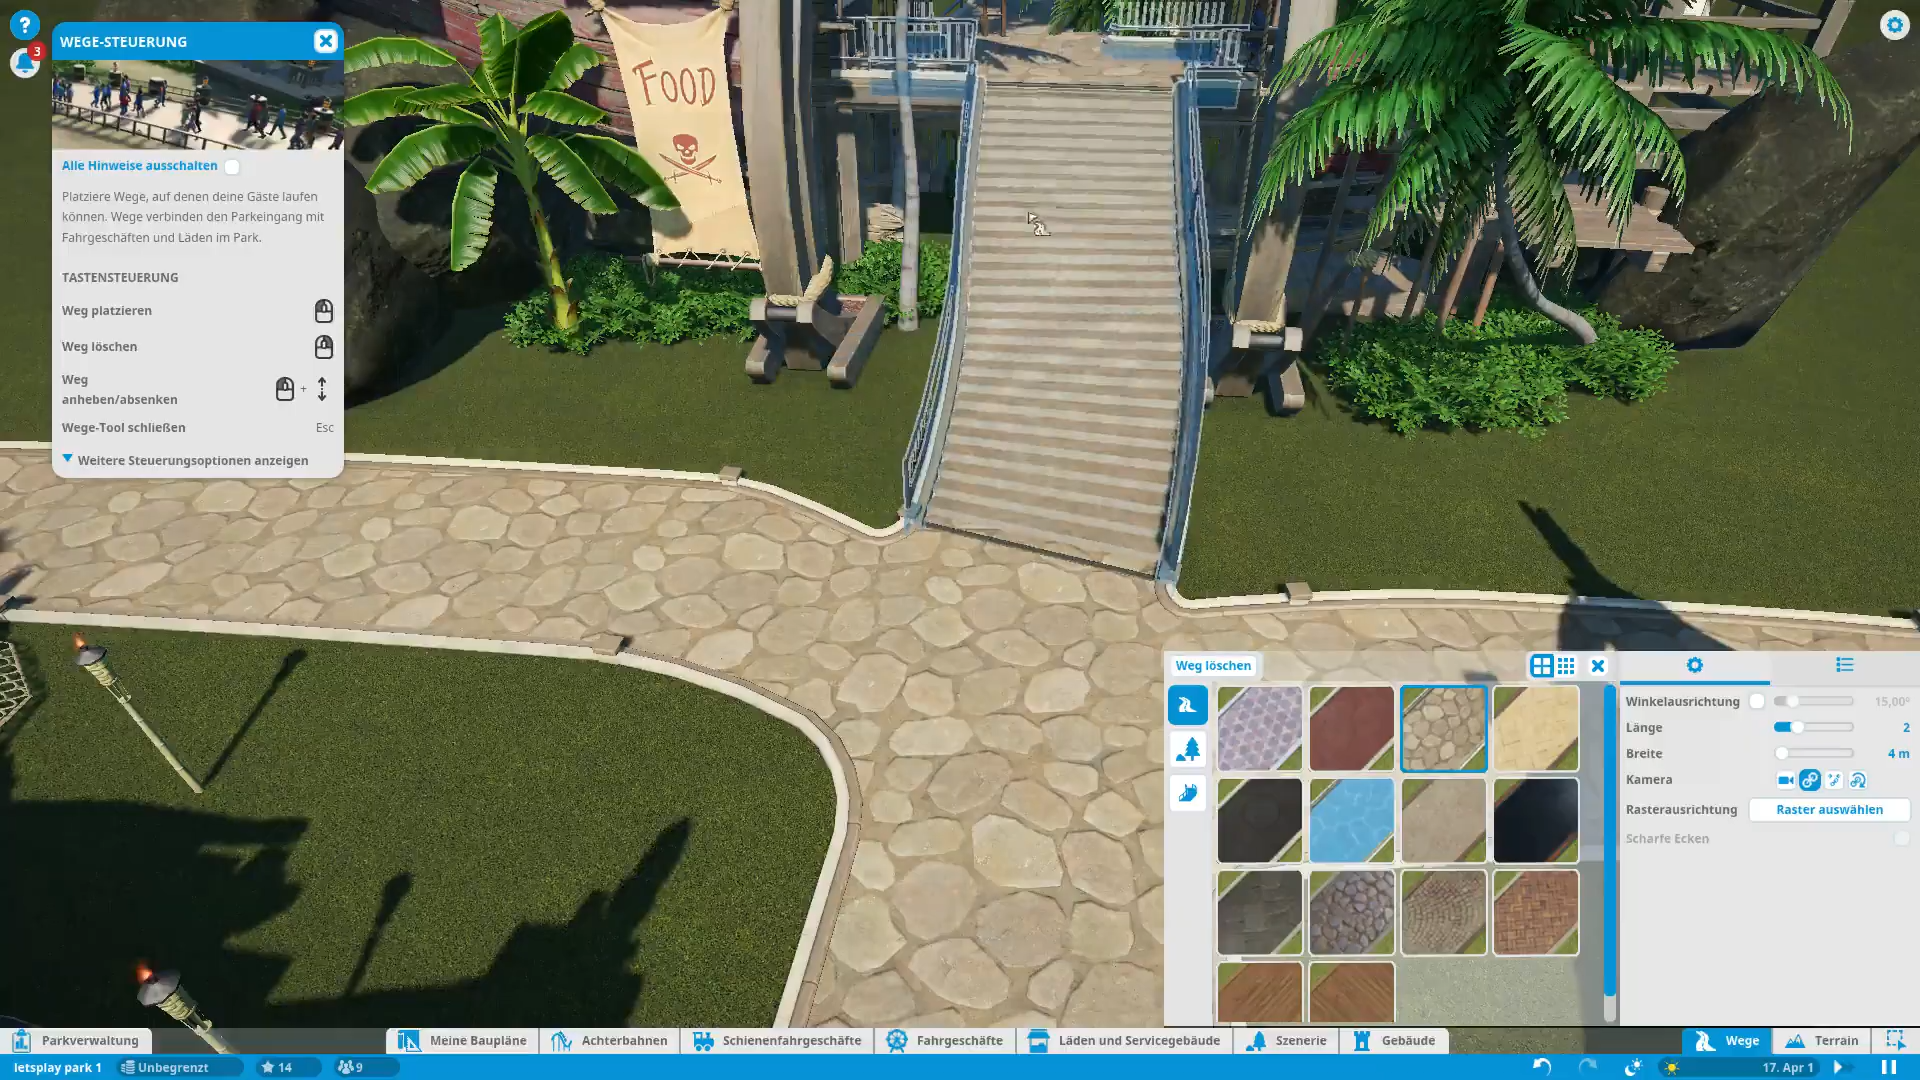 ?
3
WEGE-STEUERUNG
Alle Hinweise ausschalten
Platziere Wege, auf denen deine Gäste laufen
können. Wege verbinden den Parkeingang mit
Fahrgeschäften und Läden im Park.
TASTENSTEUERUNG
Weg platzieren
Weg löschen
Weg
anheben/absenken +
Wege-Tool schließen Esc
Weitere Steuerungsoptionen anzeigen
FOOD
Weg löschen
Winkelausrichtung 15,00°
Länge 2
Breite 4 m
Kamera
Rasterausrichtung Raster auswählen
Scharfe Ecken
Parkverwaltung Meine Baupläne Achterbahnen Schienenfahrgeschäfte Fahrgeschäfte Läden und Servicegebäude Szenerie Gebäude Wege Terrain
letsplay park 1 Unbegrenzt 14 9 17. Apr 1